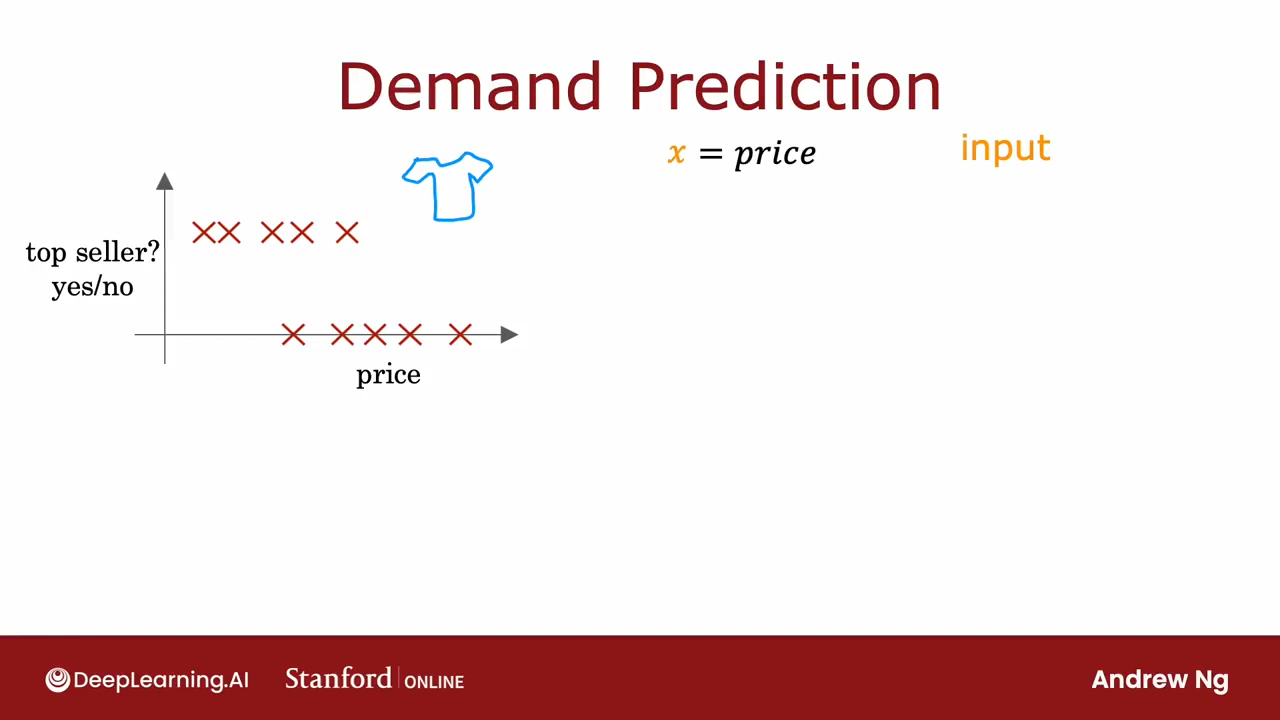 Demand Prediction
x = price
input
top seller?
yes/no
price
DeepLearning.AI
Stanford ONLINE
Andrew Ng